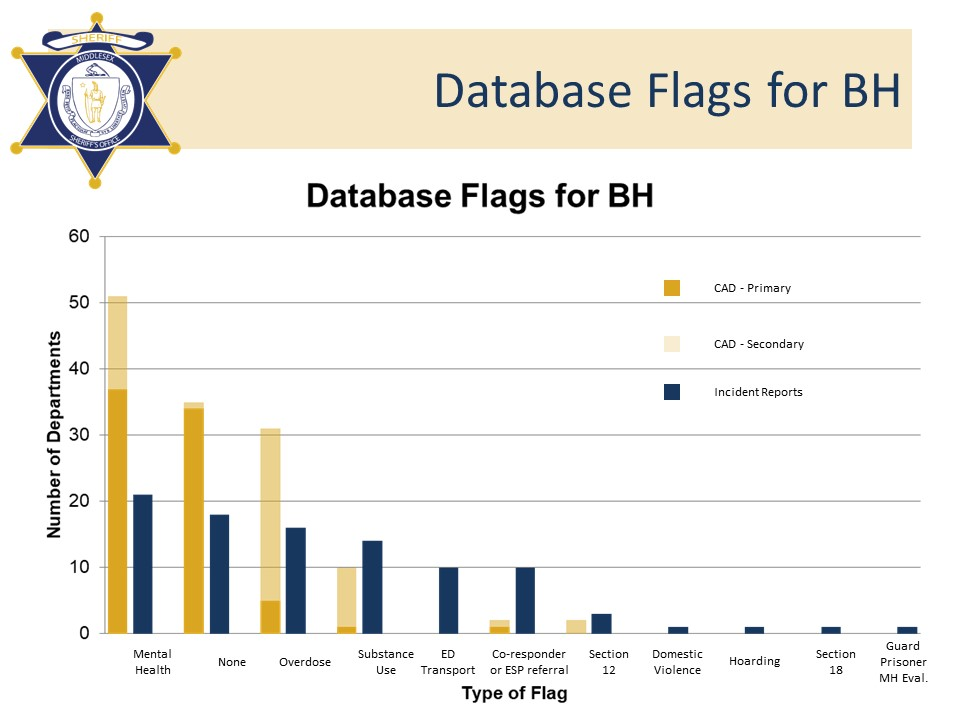 SHERIFF
MIDDLESEX
SHERIFF'S OFFICE
Database Flags for BH
Database Flags for BH
60
50
40
30
20
10
0
Number of Departments
CAD - Primary
CAD - Secondary
Incident Reports
Mental
Health
None
Overdose
Substance
Use
ED
Transport
Co-responder
or ESP referral
Section
12
Domestic
Violence
Hoarding
Section
18
Guard
Prisoner
MH Eval.
Type of Flag